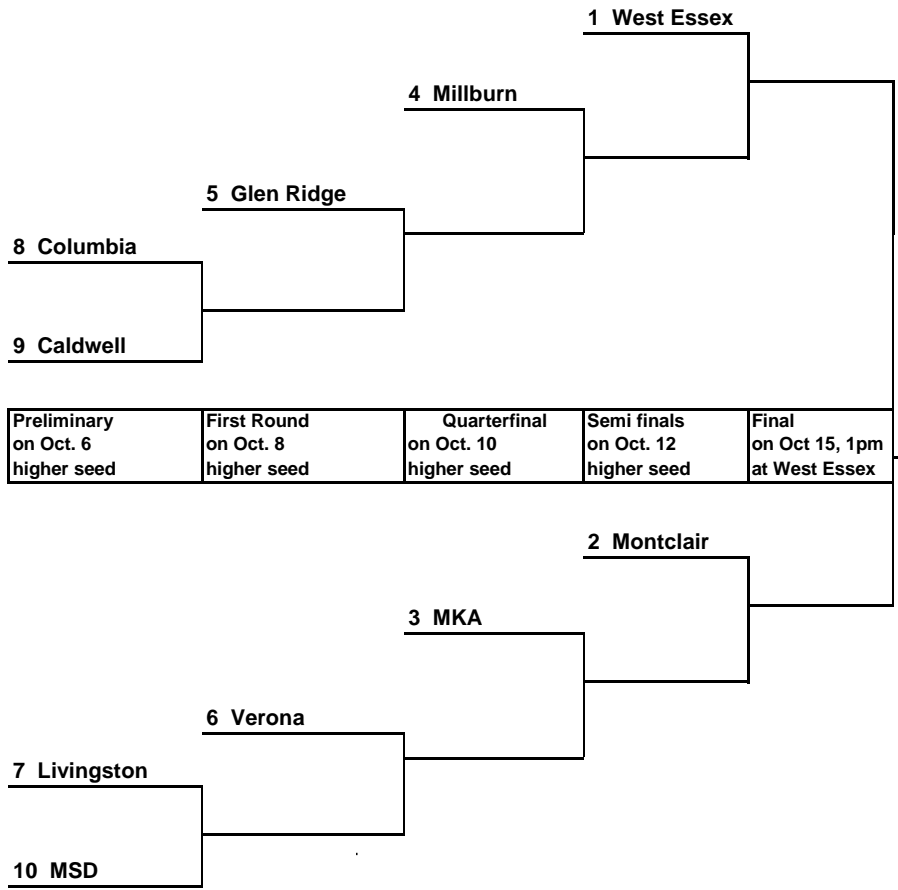 1 West Essex
4 Millburn
5 Glen Ridge
8 Columbia
9 Caldwell
Preliminary
on Oct. 6
higher seed
First Round
on Oct. 8
higher seed
Quarterfinal
on Oct. 10
higher seed
Semi finals
on Oct. 12
higher seed
Final
on Oct 15, 1pm
at West Essex
2 Montclair
3 MKA
6 Verona
7 Livingston
10 MSD